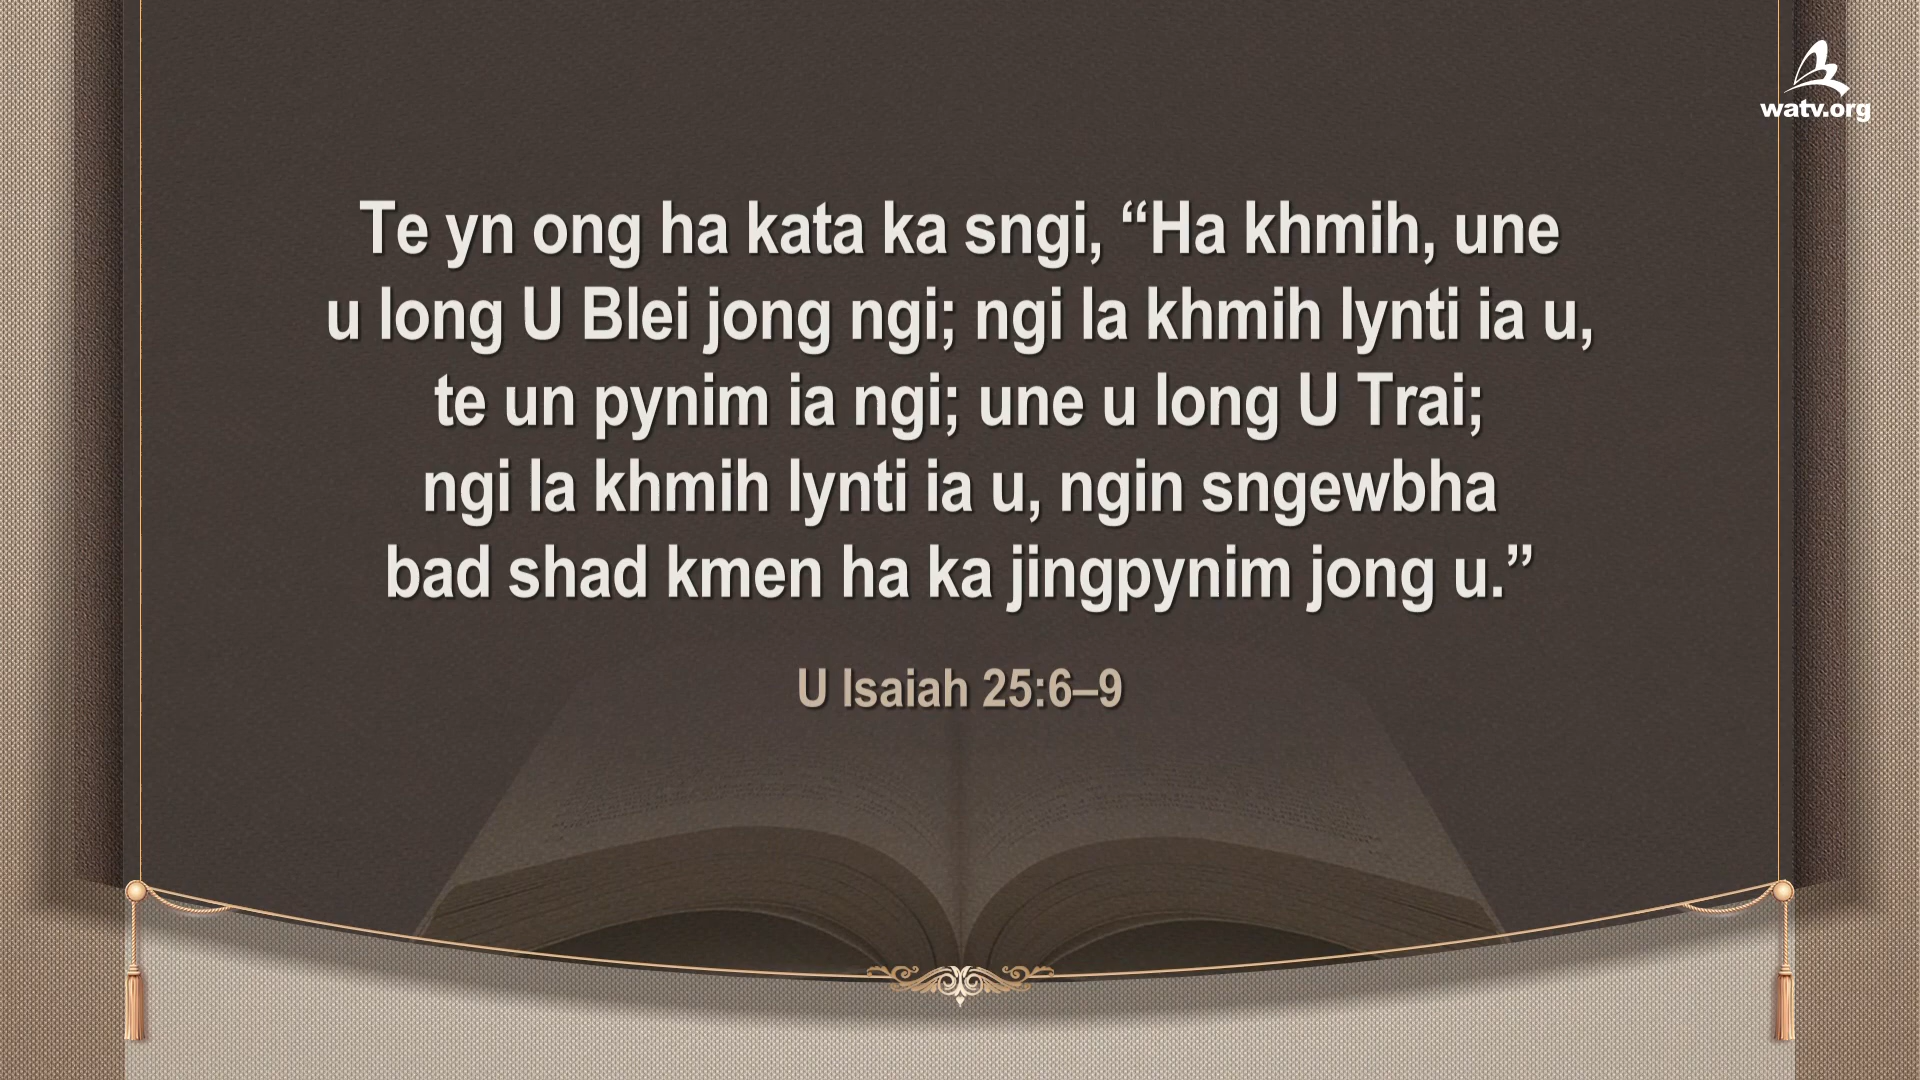 watv.org
Te yn ong ha kata ka sngi, “Ha khmih, une
u long U Blei jong ngi; ngi la khmih lynti ia u,
te un pynim ia ngi; une u long U Trai;
ngi la khmih lynti ia u, ngin sngewbha
bad shad kmen ha ka jingpynim jong u.”
U Isaiah 25:6–9